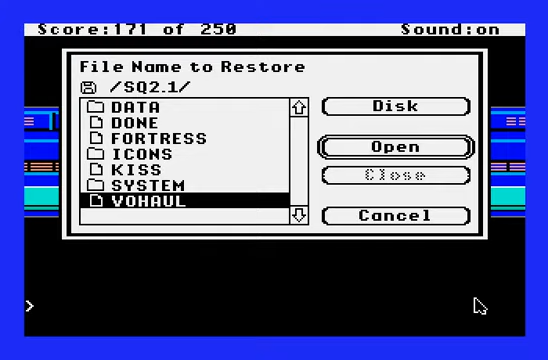 Score:171 of 250 Sound:on
File Name to Restore
/SQ2.1/
DATA
DONE
FORTRESS
ICONS
KISS
SYSTEM
VOHAUL
Disk
Open
Close
Cancel
>